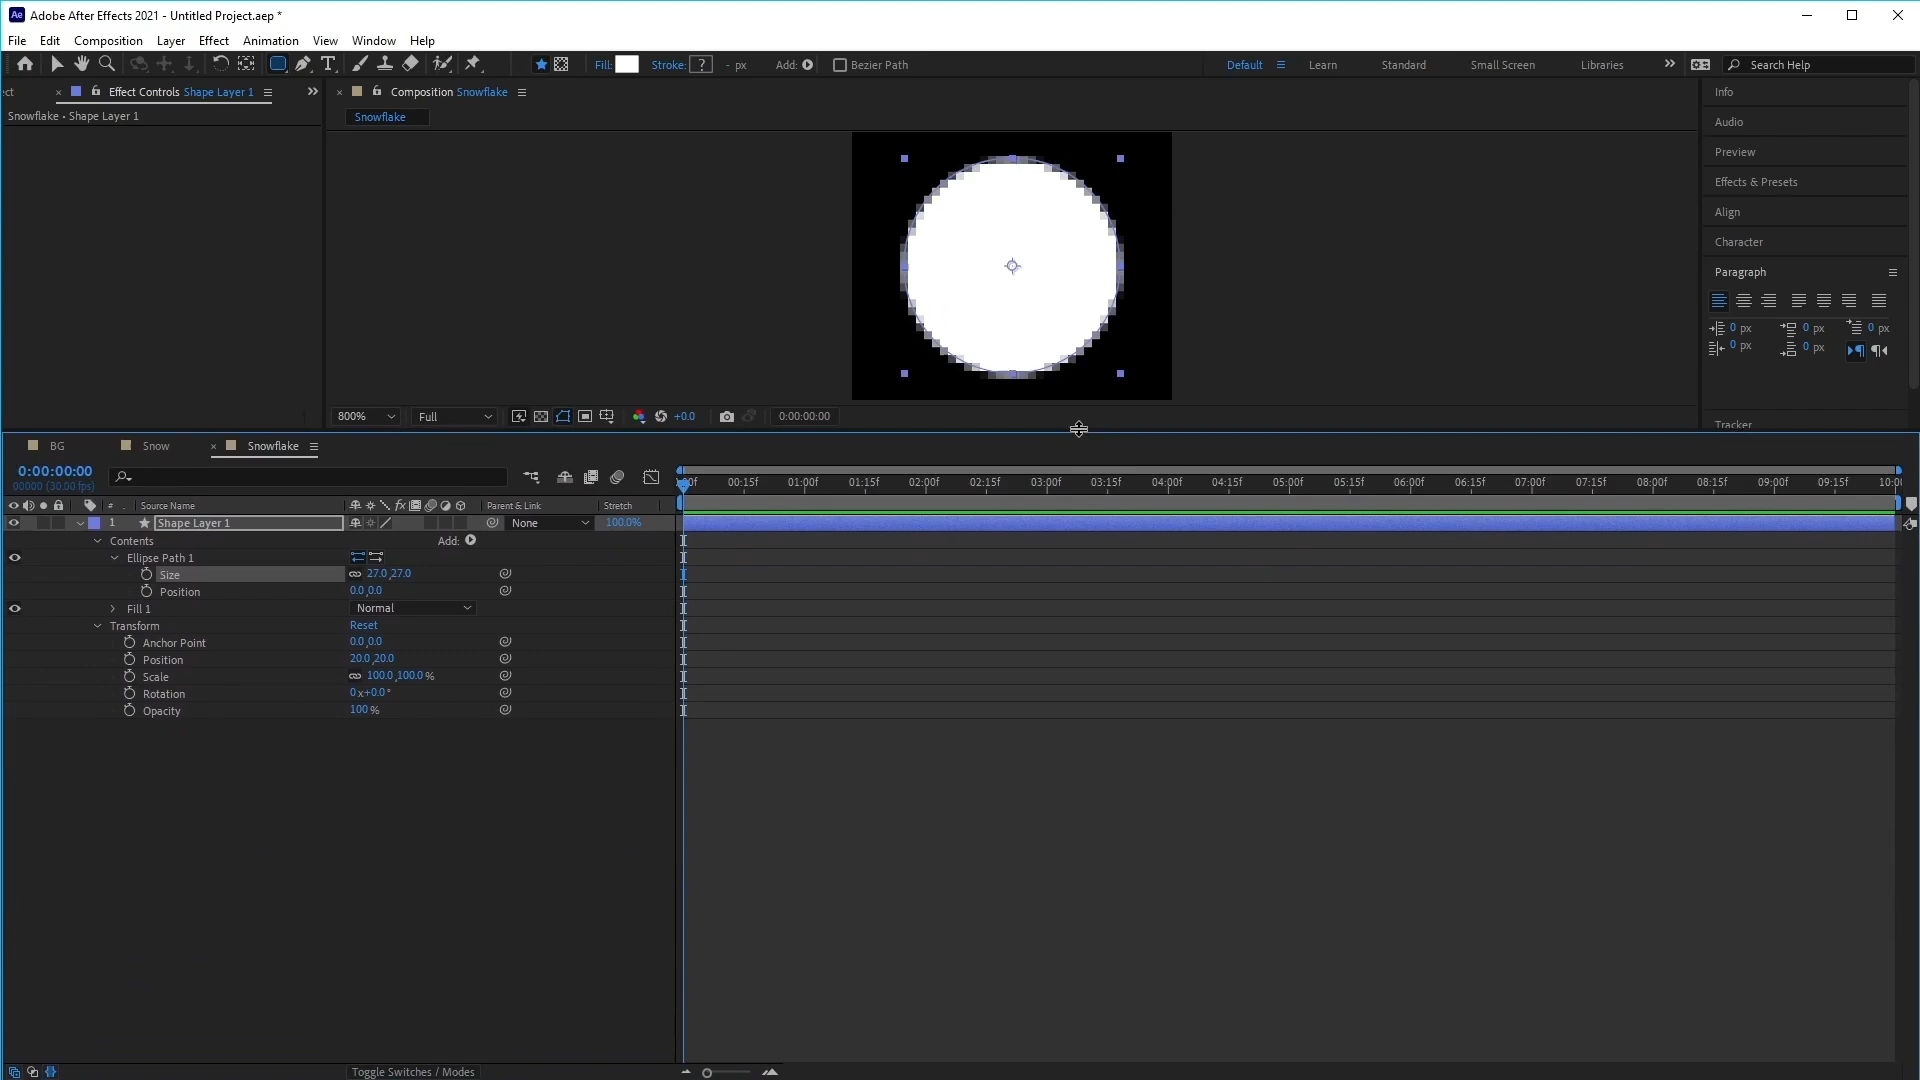 Adobe After Effects 2021 - Untitled Project.aep *
File Edit Composition Layer Effect Animation View Window Help
Fill: Stroke: ? - px Add: Bezier Path Default Learn Standard Small Screen Libraries Search Help
Effect Controls Shape Layer 1
Composition Snowflake
Snowflake • Shape Layer 1
Snowflake
Info
Audio
Preview
Effects & Presets
Align
Character
Paragraph
0 px 0 px 0 px
0 px 0 px
Tracker
800% Full +0.0 0:00:00:00
BG Snow Snowflake
0:00:00:00
00000 (30.00 fps)
00:15f 01:00f 01:15f 02:00f 02:15f 03:00f 03:15f 04:00f 04:15f 05:00f 05:15f 06:00f 06:15f 07:00f 07:15f 08:00f 08:15f 09:00f 09:15f
# Source Name Parent & Link Stretch
1 Shape Layer 1 None 100.0%
Contents Add:
Ellipse Path 1
Size 27.0,27.0
Position 0.0,0.0
Fill 1 Normal
Transform Reset
Anchor Point 0.0,0.0
Position 20.0,20.0
Scale 100.0,100.0 %
Rotation 0x+0.0°
Opacity 100 %
Toggle Switches / Modes